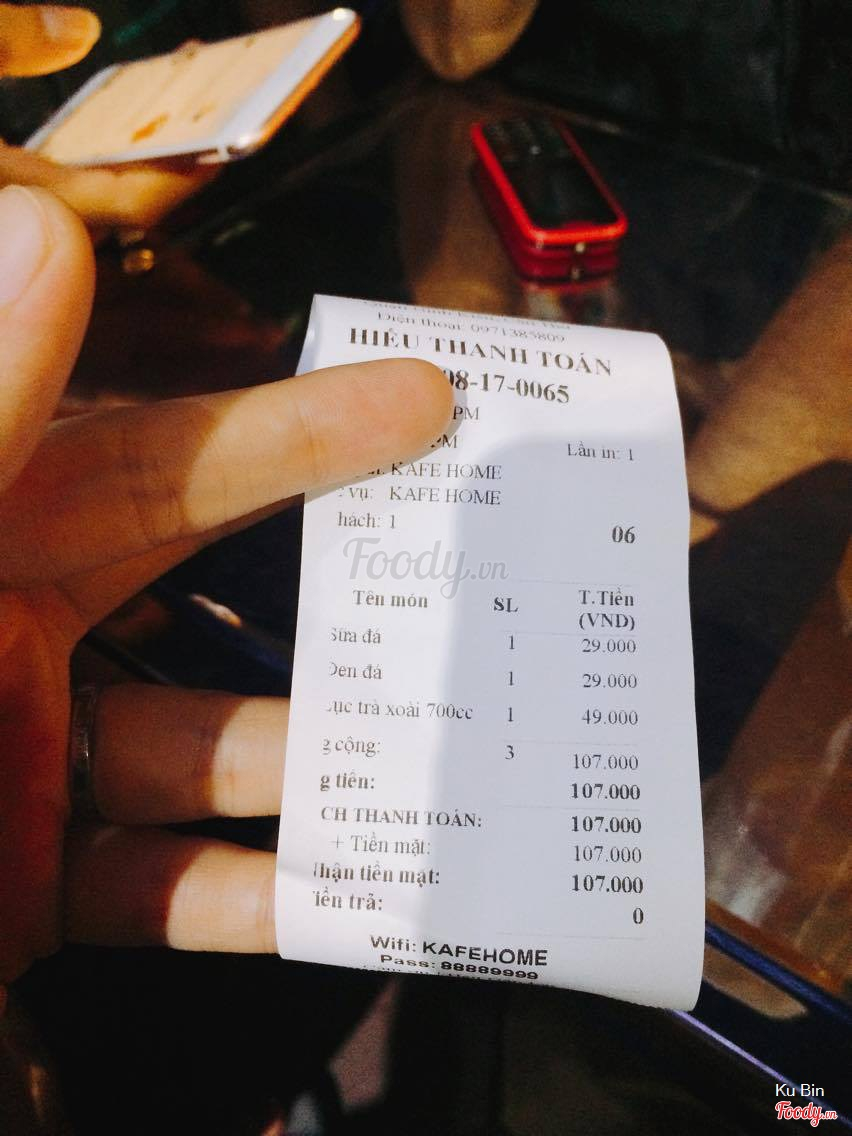 Điện thoại: 0971385809
HIẾU THANH TOÁN
08-17-0065
PM
PM
Lần in: 1
KAFE HOME
vụ: KAFE HOME
hách: 1
06
Foody.vn
Tên món SL T.Tiền
(VND)
Sữa đá 1 29.000
Đen đá 1 29.000
ục trà xoài 700cc 1 49.000
g cộng: 3 107.000
g tiền: 107.000
CH THANH TOÁN: 107.000
+ Tiền mặt: 107.000
hận tiền mặt: 107.000
iền trả: 0
Wifi: KAFEHOME
Pass: 88889999
Ku Bin
Foody.vn